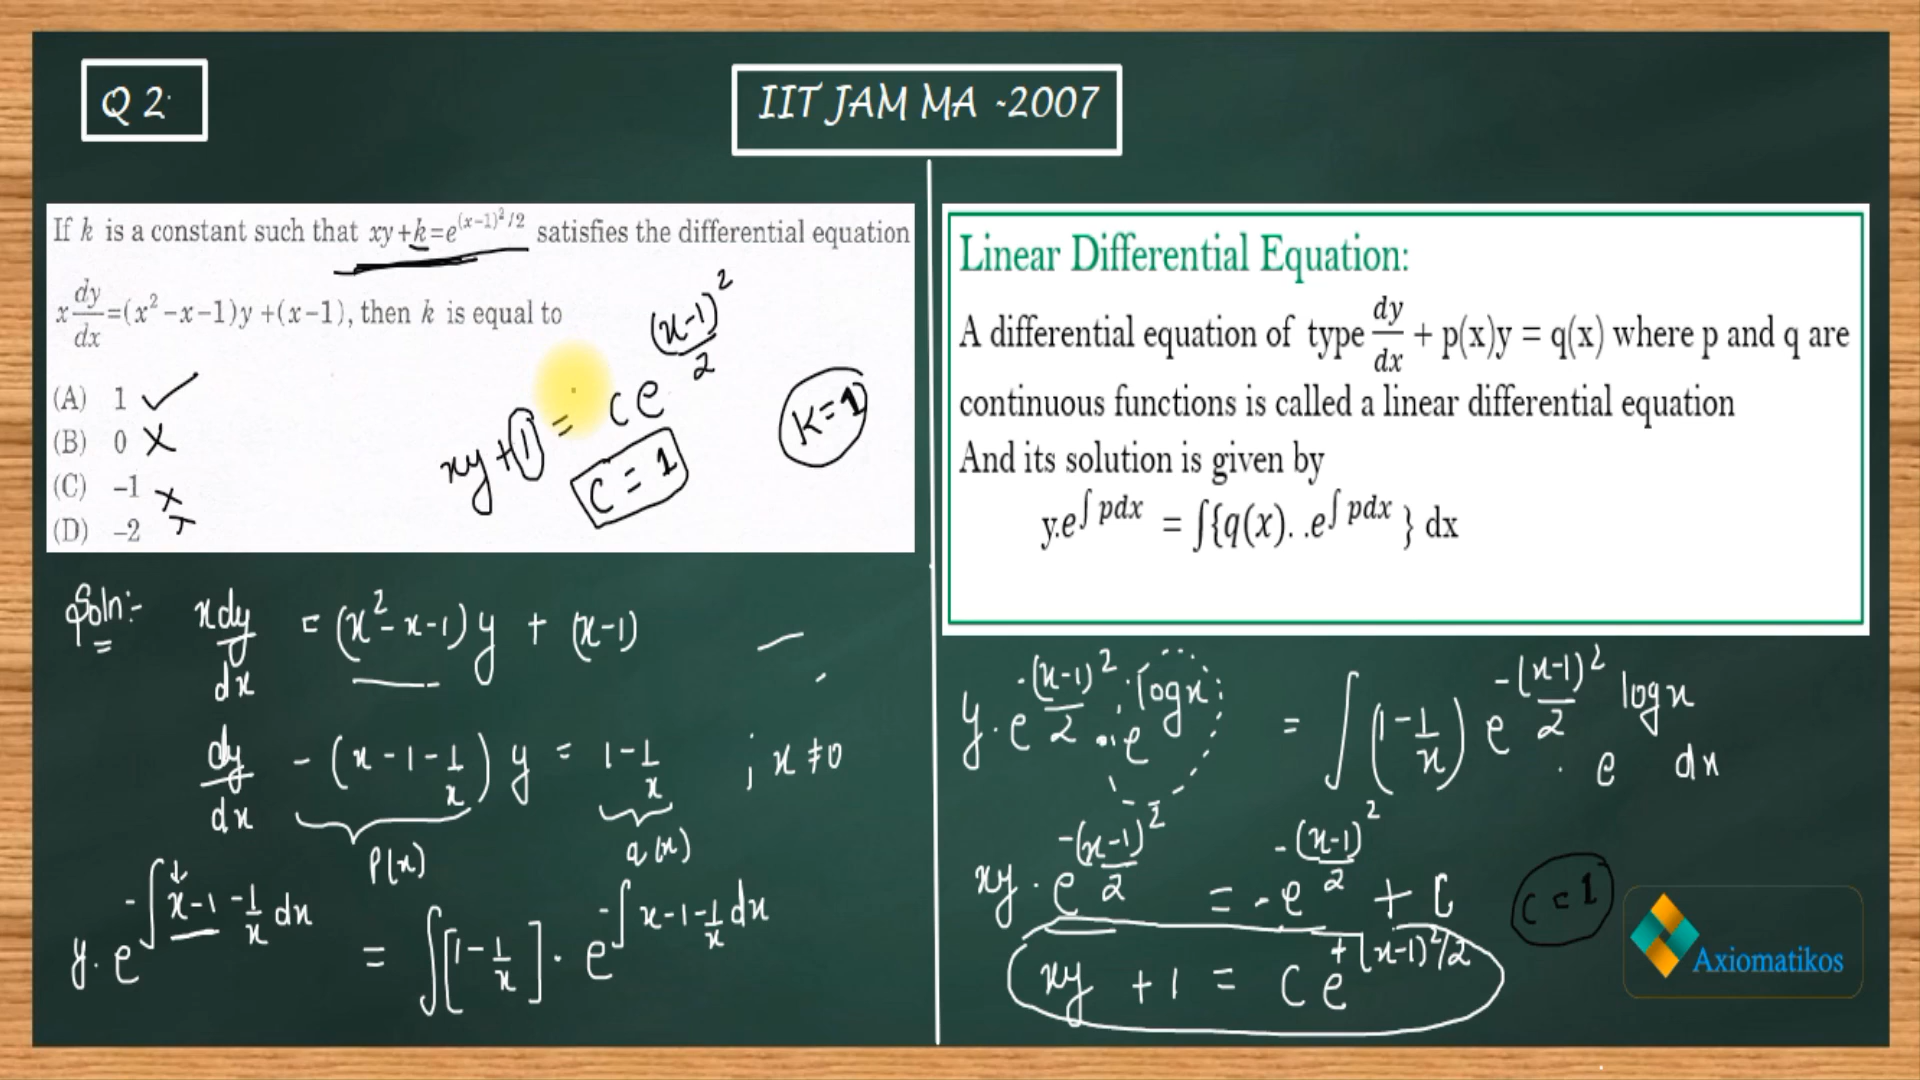 Q 2:
IIT JAM MA -2007
If k is a constant such that xy+k=e^{(x-1)^2/2} satisfies the differential equation
x dy/dx=(x^2-x-1)y+(x-1), then k is equal to
(A) 1 ✓
(B) 0 ×
(C) -1 ×
(D) -2 ×
xy+1 = ce^{(x-1)^2/2}
C = 1
K=1
Soln:-
x dy/dx = (x^2-x-1)y + (x-1)
dy/dx - (x-1-1/x)y = 1-1/x ; x≠0
P(x)
q(x)
y.e^{-∫x-1-1/x dx} = ∫[1-1/x].e^{-∫x-1-1/x dx}
Linear Differential Equation:
A differential equation of type dy/dx + p(x)y = q(x) where p and q are
continuous functions is called a linear differential equation
And its solution is given by
y.e^{∫pdx} = ∫{q(x). .e^{∫pdx} } dx
y.e^{-(x-1)^2/2}.e^{logx} = ∫(1-1/x) e^{-(x-1)^2/2}.e^{logx} dx
xy.e^{-(x-1)^2/2} = -e^{-(x-1)^2/2} + C
C=1
xy +1 = Ce^{+(x-1)^2/2}
Axiomatikos